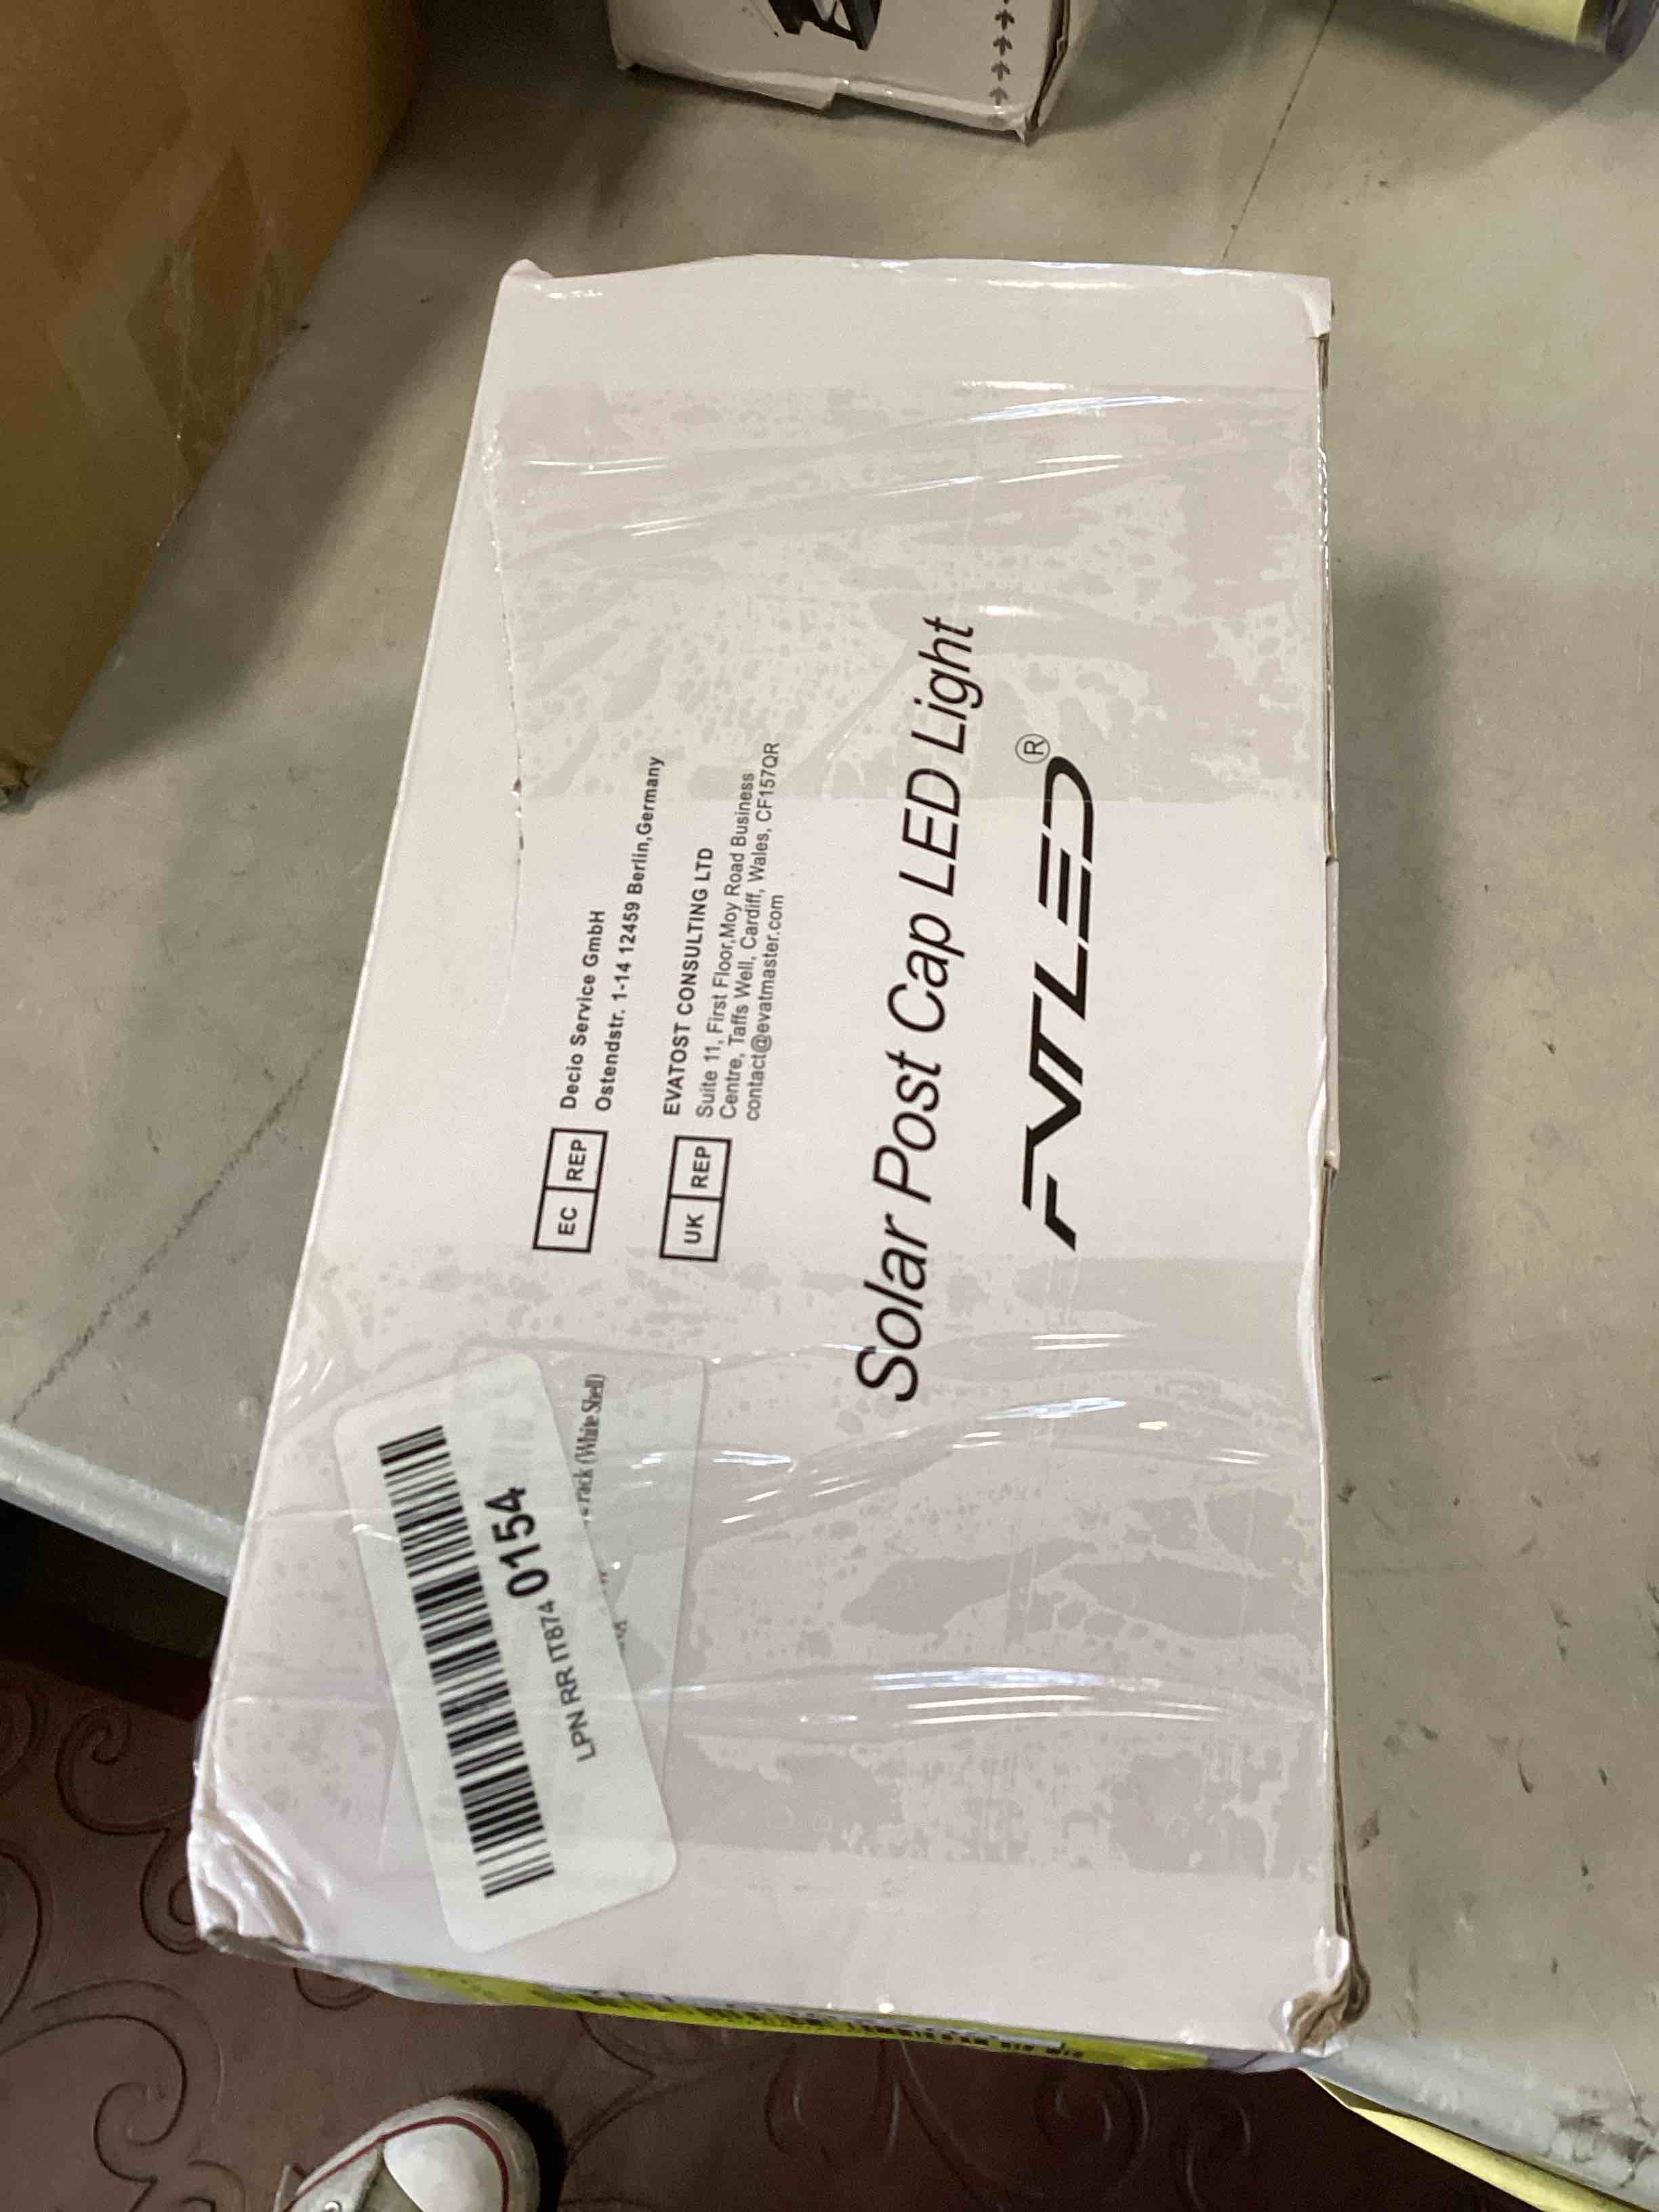 EC REP
Decio Service GmbH
Ostendstr. 1-14 12459 Berlin,Germany
UK REP
EVATOST CONSULTING LTD
Suite 11, First Floor,Moy Road Business
Centre, Taffs Well, Cardiff, Wales, CF157QR
contact@evatmaster.com
Solar Post Cap LED Light
FVTLED®
LPN RR IT874 0154
(White Shell)